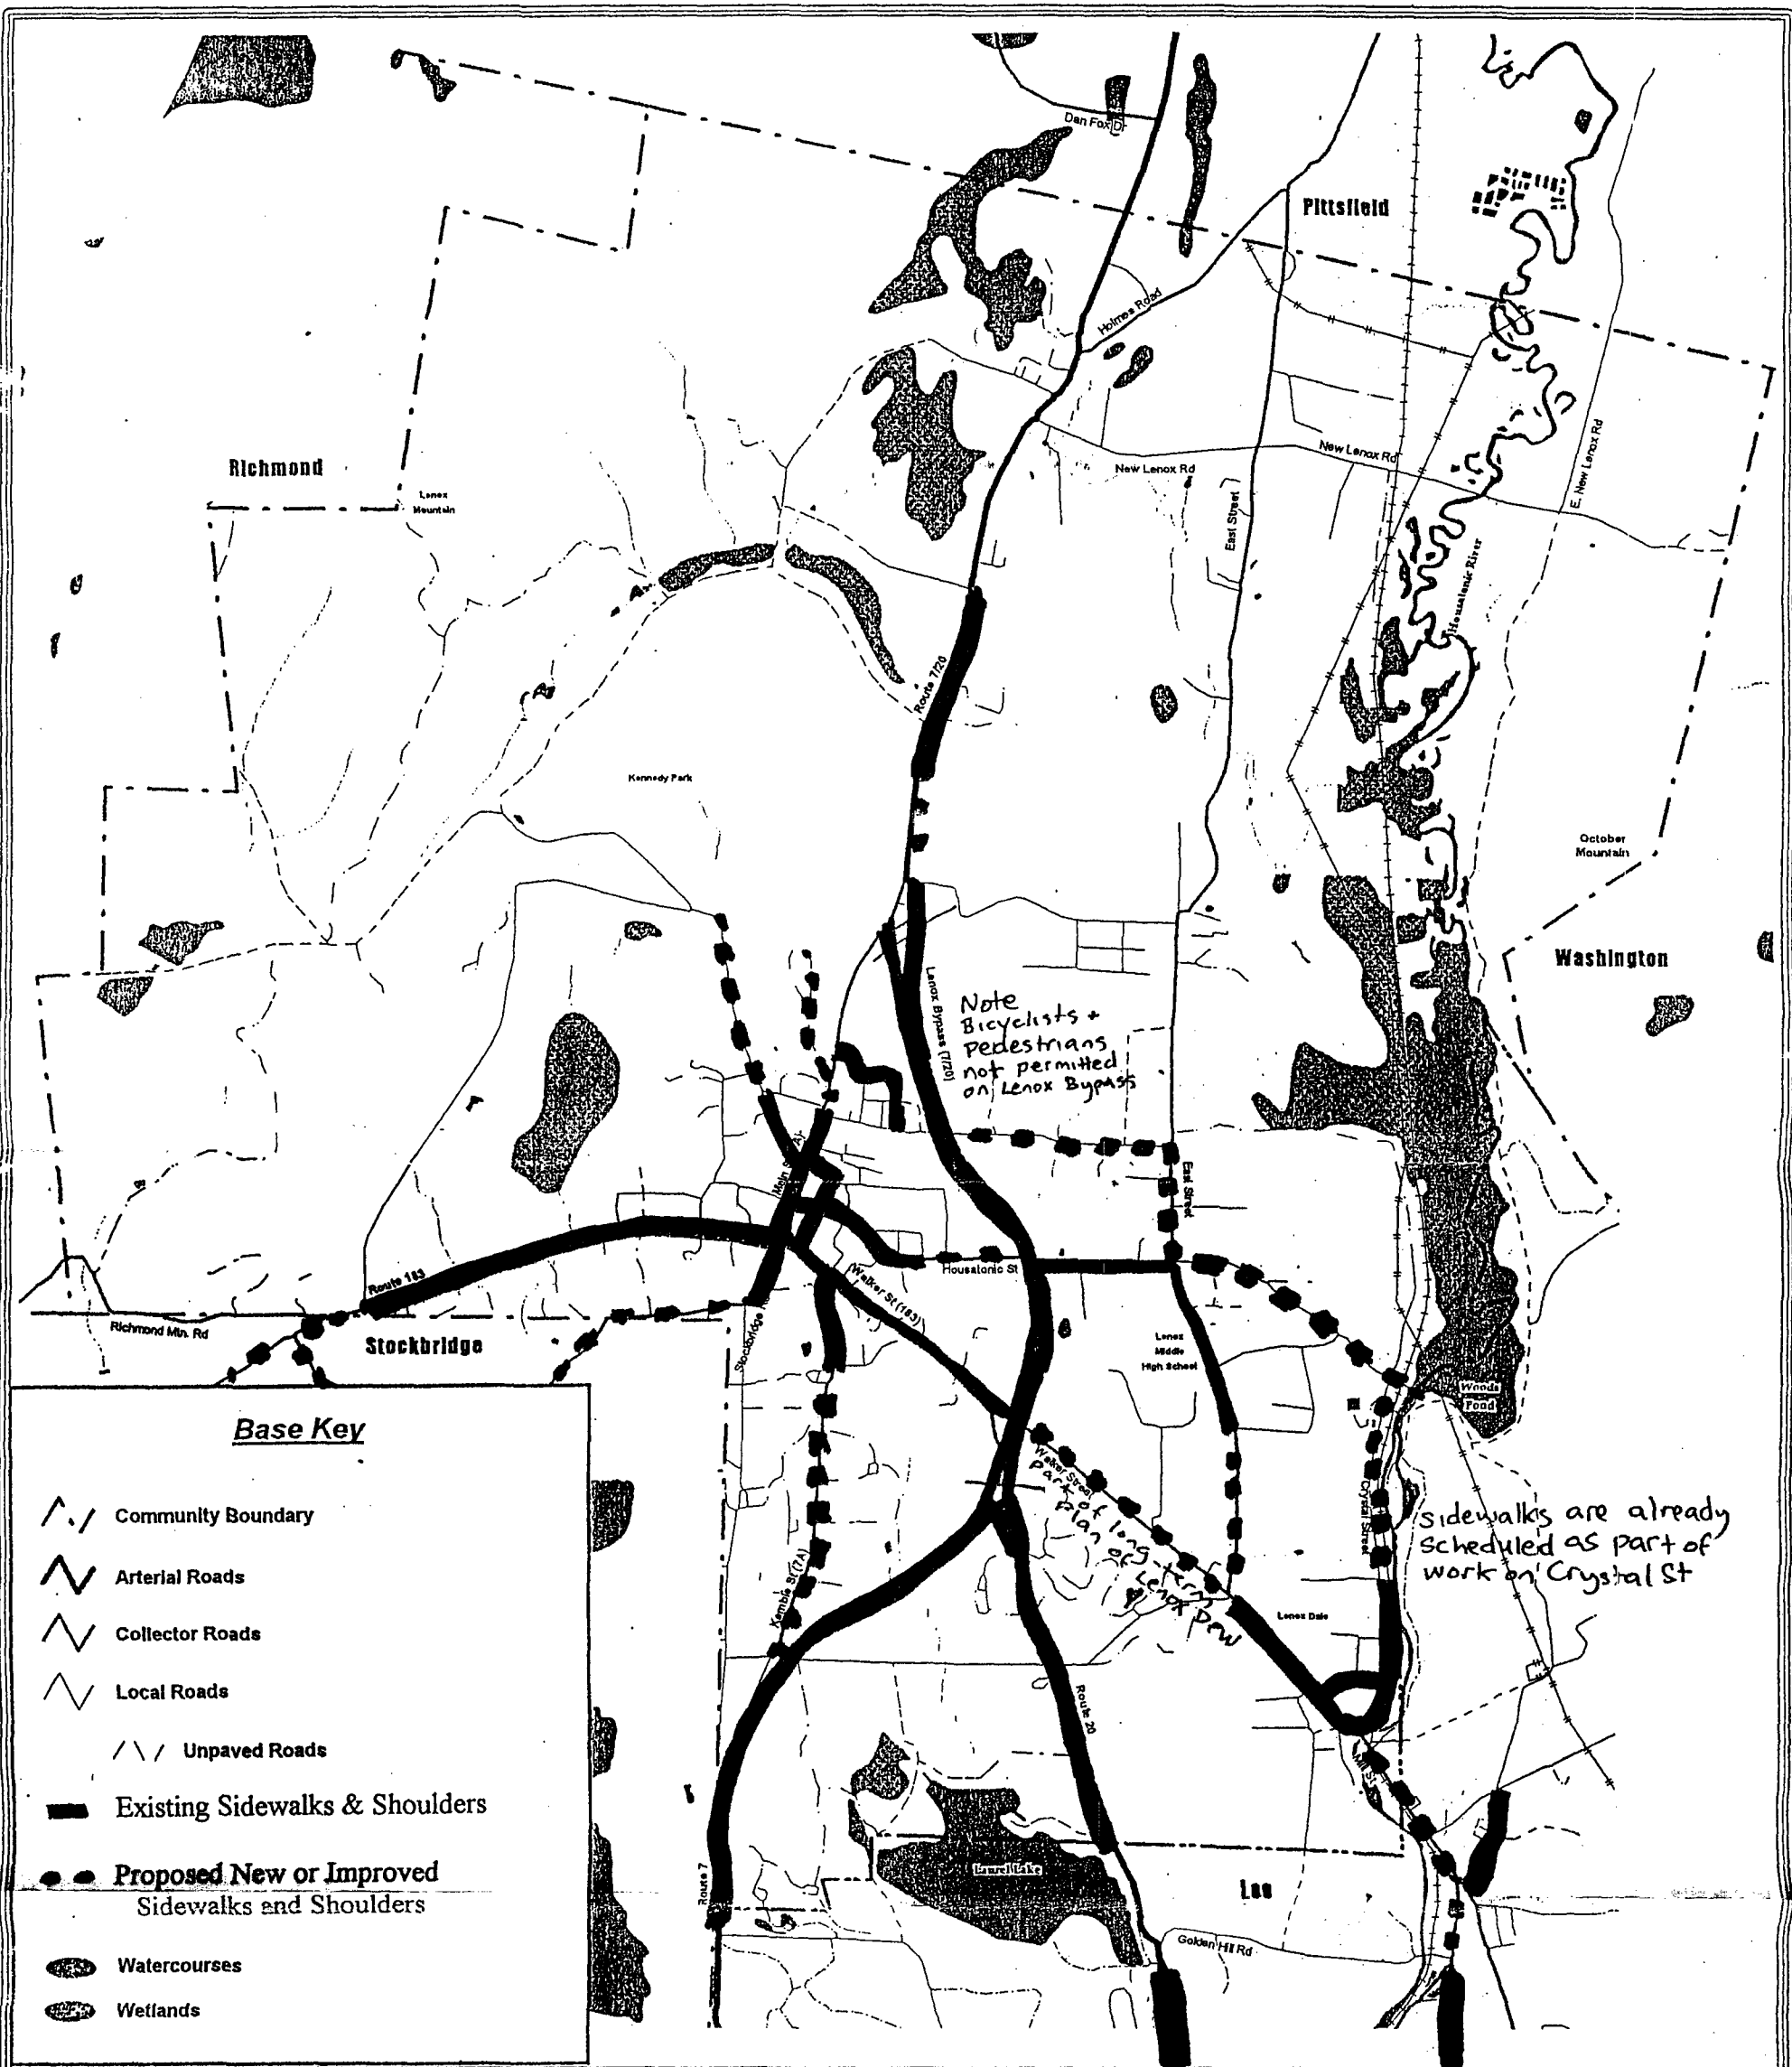 Dan Fox Dr
Pittsfield
Holmes Road
Richmond
Lenox
Mountain
New Lenox Rd
New Lenox Rd
E. New Lenox Rd
East Street
Housatonic River
Route 7/20
Kennedy Park
October
Mountain
Washington
Lenox Bypass (7/20)
Note
Bicyclists +
Pedestrians
not permitted
on Lenox Bypass
East Street
Route 183
Housatonic St
Walker St (183)
Richmond Mtn. Rd
Stockbridge
Stockbridge
Lenox
Middle
High School
Woods
Pond
Walker Street
part of long-term
plan of Lenox DPW
Crystal Street
sidewalks are already
scheduled as part of
work on Crystal St
Kemble St (7A)
Lenox Dale
Route 20
Mill St
Route 7
Laurel Lake
Lee
Golden Hill Rd
Base Key
Community Boundary
Arterial Roads
Collector Roads
Local Roads
Unpaved Roads
Existing Sidewalks & Shoulders
Proposed New or Improved
Sidewalks and Shoulders
Watercourses
Wetlands